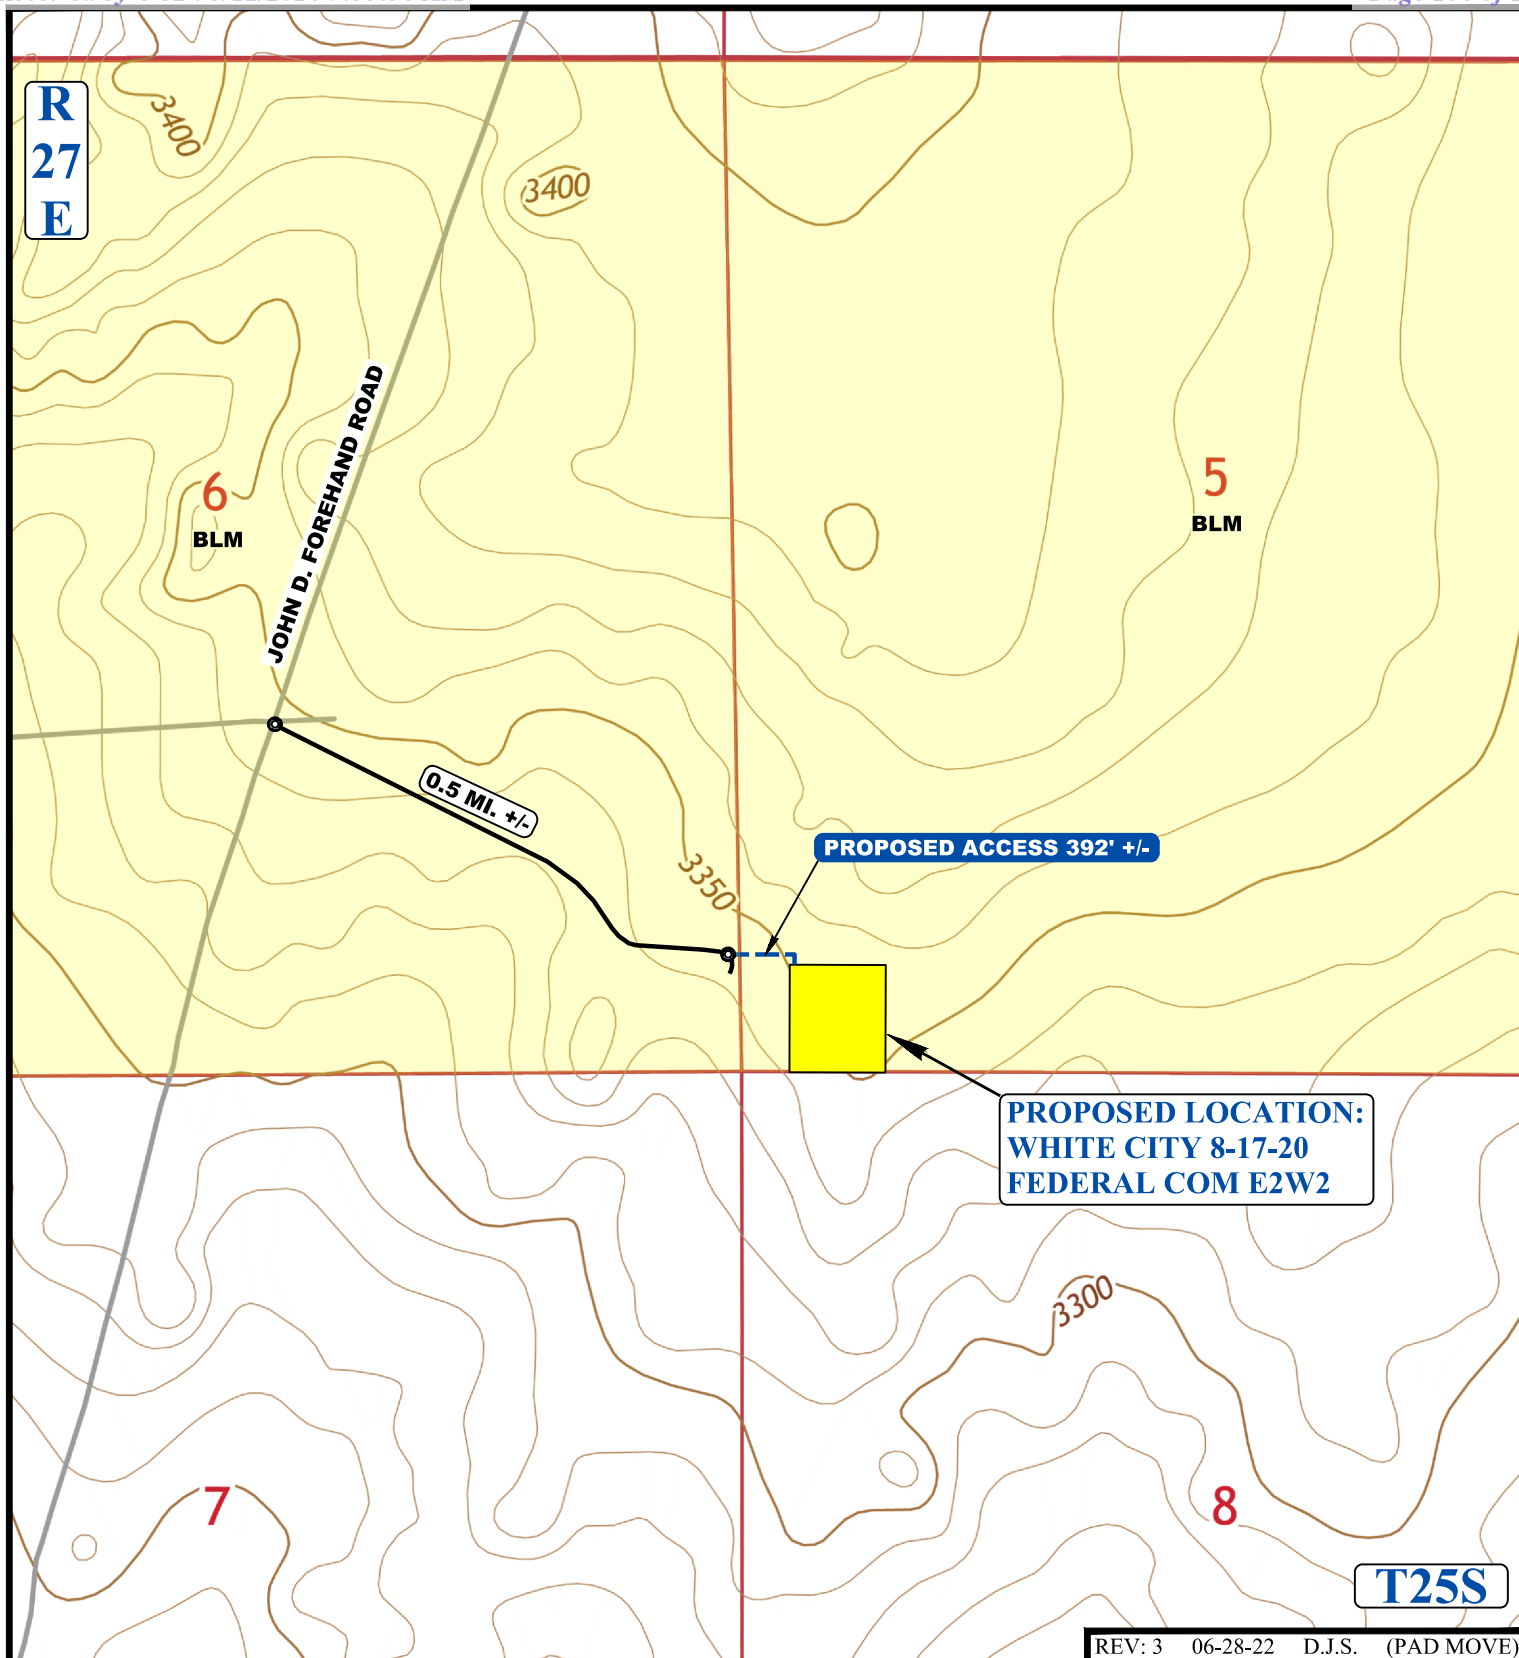 R
27
E
3400
3400
JOHN D. FOREHAND ROAD
6
BLM
5
BLM
0.5 MI. +/-
PROPOSED ACCESS 392' +/-
3350
PROPOSED LOCATION:
WHITE CITY 8-17-20
FEDERAL COM E2W2
3300
7
8
T25S
REV: 3 06-28-22 D.J.S. (PAD MOVE)